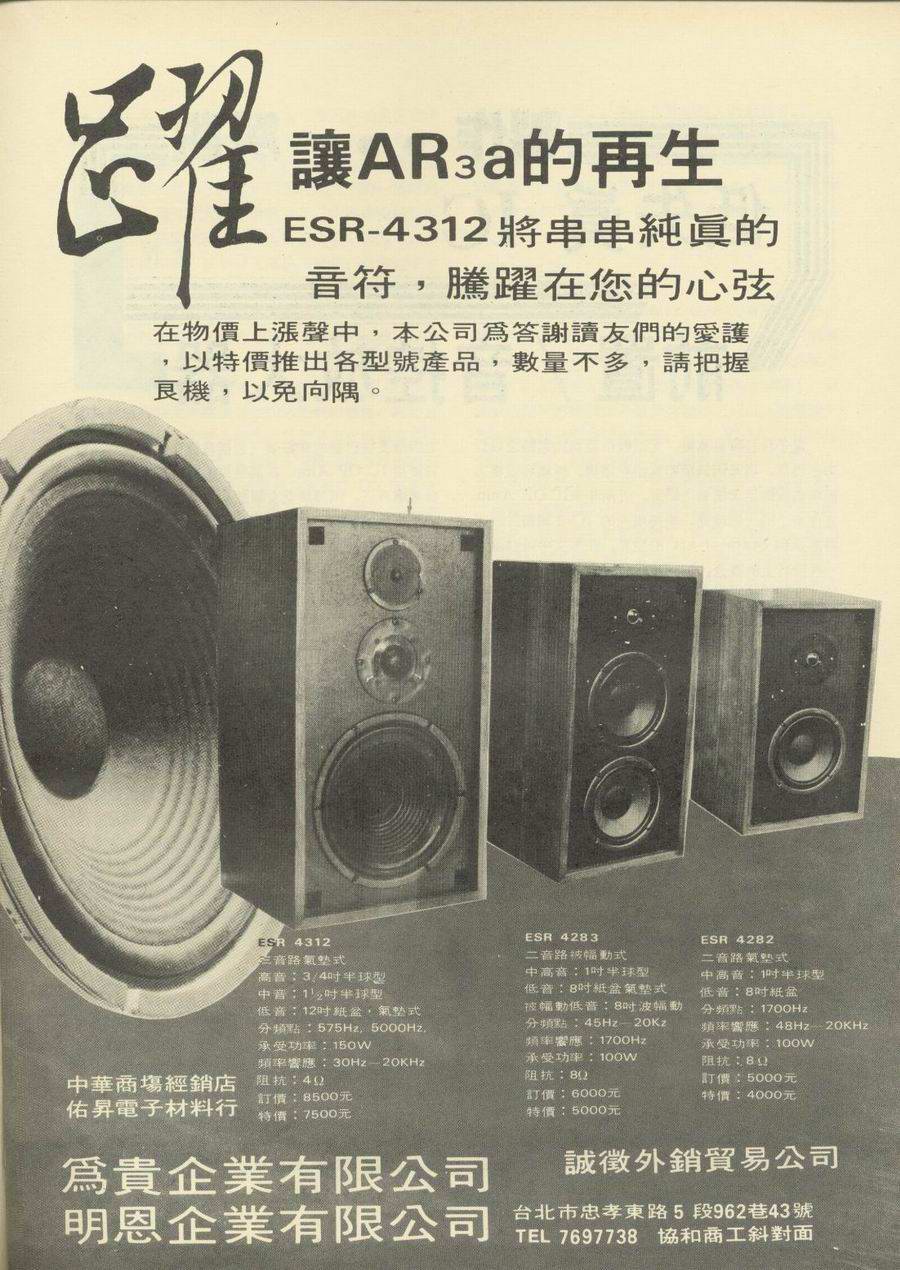 躍
讓AR3a的再生
ESR-4312將串串純眞的
音符，騰躍在您的心弦
在物價上漲聲中，本公司爲答謝讀友們的愛護
，以特價推出各型號產品，數量不多，請把握
良機，以免向隅。
ESR 4312
三音路氣墊式
高音：3/4吋半球型
中音：1½吋半球型
低音：12吋紙盆，氣墊式
分頻點：575Hz, 5000Hz,
承受功率：150W
頻率響應：30Hz—20KHz
阻抗：4Ω
訂價：8500元
特價：7500元
ESR 4283
二音路被幅動式
中高音：1吋半球型
低音：8吋紙盆氣墊式
被幅動低音：8吋波幅動
分頻點：45Hz—20Kz
頻率響應：1700Hz
承受功率：100W
阻抗：8Ω
訂價：6000元
特價：5000元
ESR 4282
二音路氣墊式
中高音：1吋半球型
低音：8吋紙盆
分頻點：1700Hz
頻率響應：48Hz—20KHz
承受功率：100W
阻抗：8Ω
訂價：5000元
特價：4000元
中華商場經銷店
佑昇電子材料行
爲貴企業有限公司
明恩企業有限公司
誠徵外銷貿易公司
台北市忠孝東路5段962巷43號
TEL 7697738 協和商工斜對面